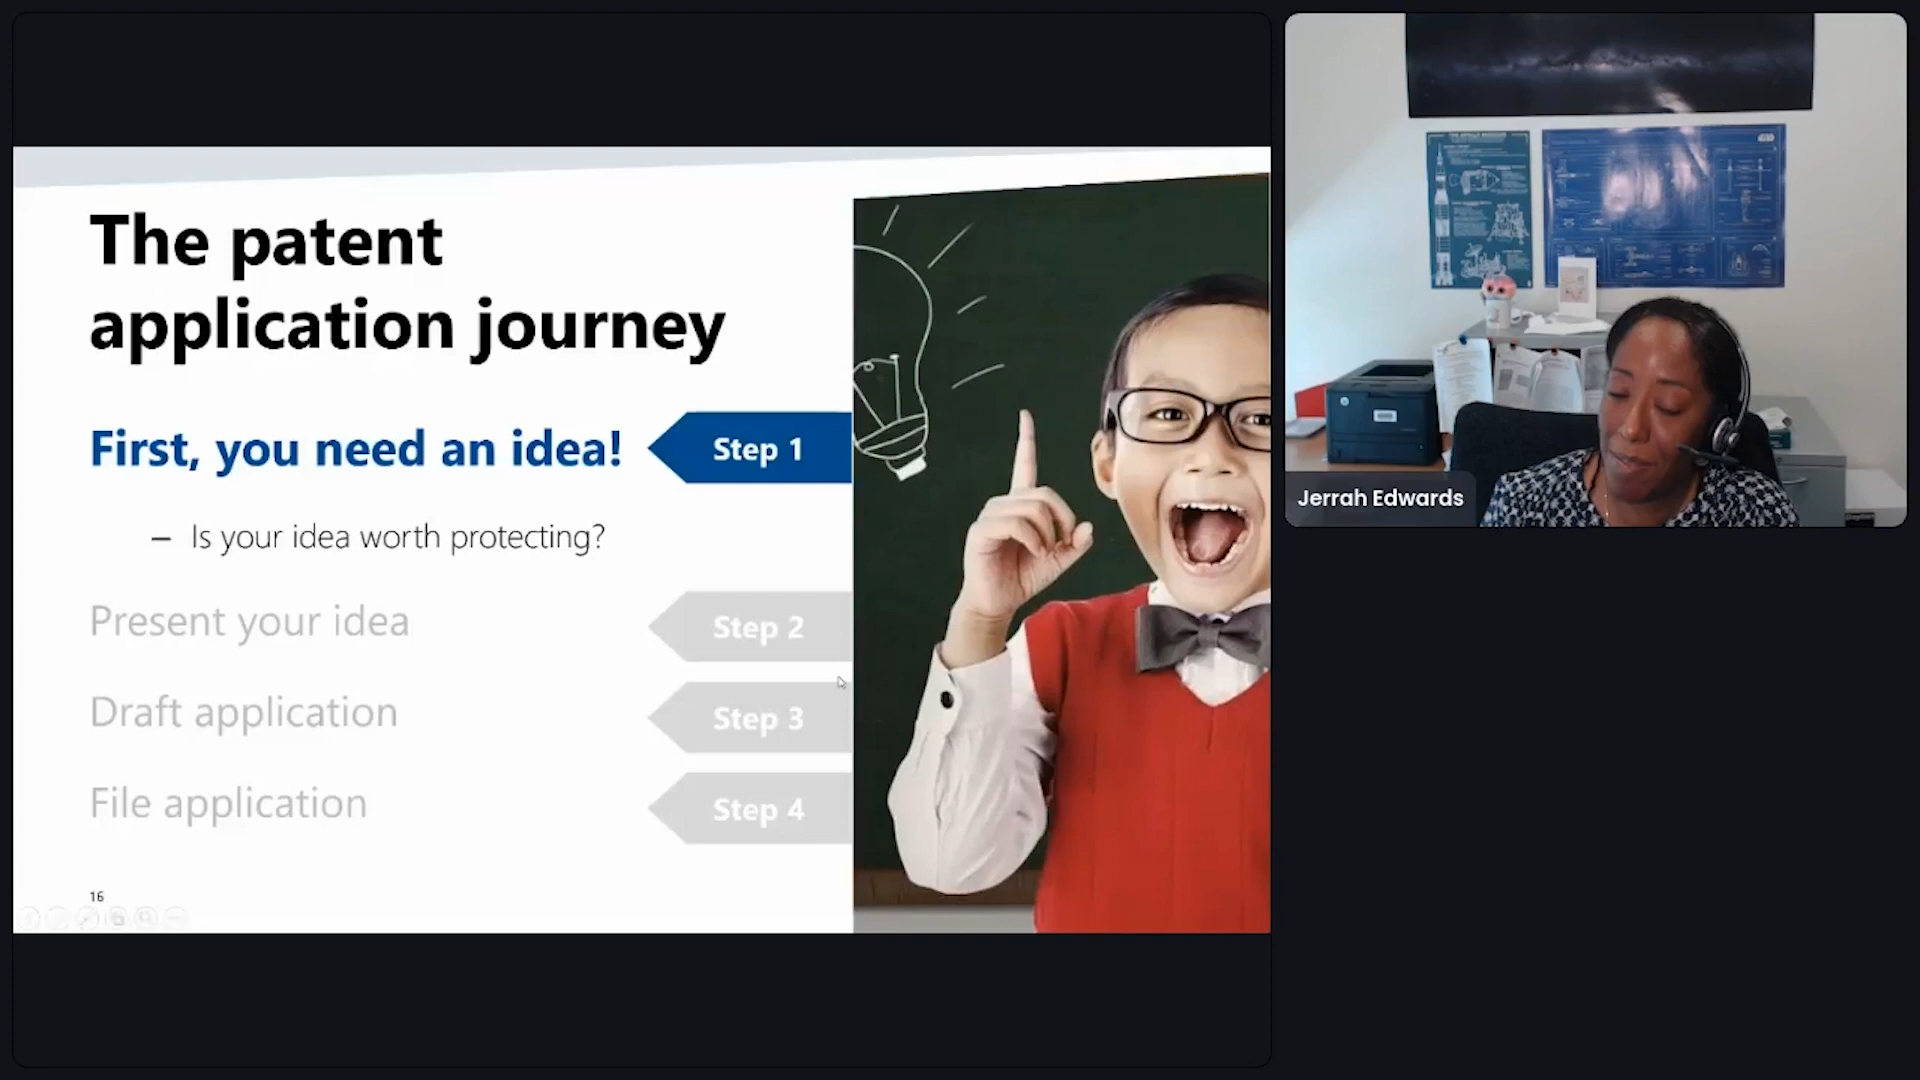 The patent
application journey
First, you need an idea!
Step 1
– Is your idea worth protecting?
Present your idea
Step 2
Draft application
Step 3
File application
Step 4
16
Jerrah Edwards